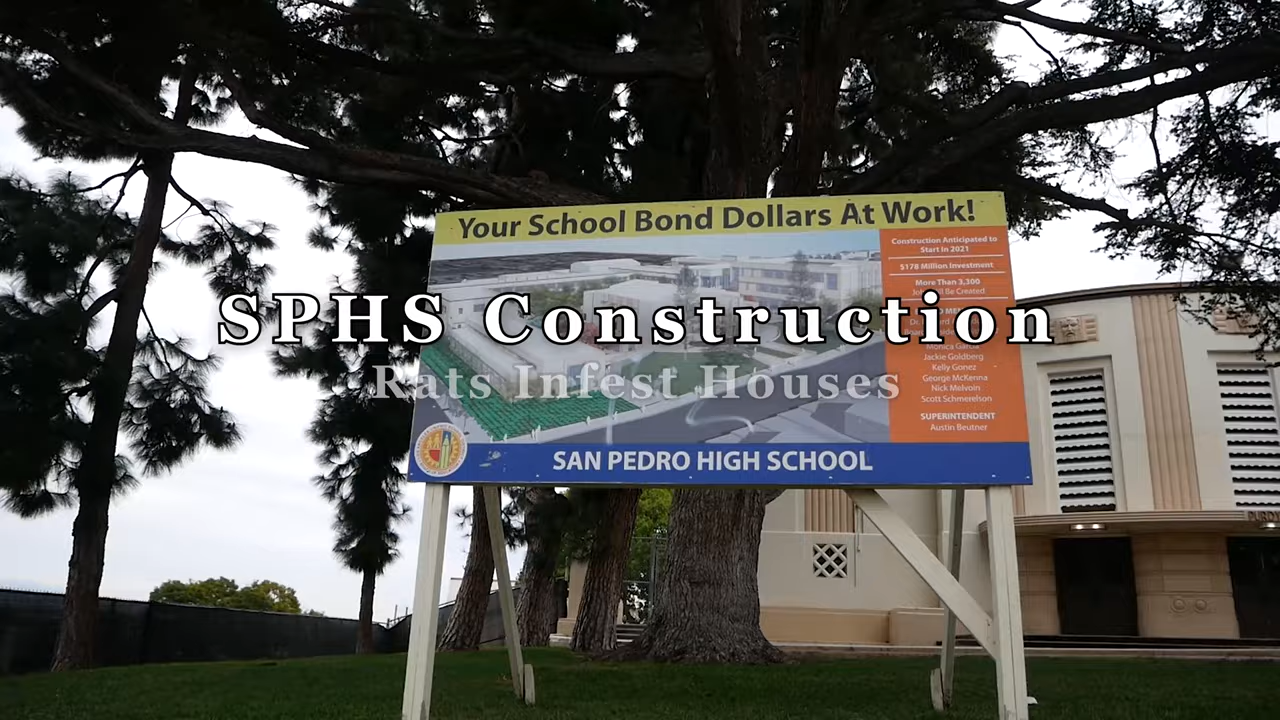 Your School Bond Dollars At Work!
Construction Anticipated to
Start in 2021
$178 Million Investment
More Than 3,300
Be Created
SPHS Construction
Monica Garcia
Jackie Goldberg
Kelly Gonez
Rats Infest Houses
George McKenna
Nick Melvoin
Scott Schmerelson
SUPERINTENDENT
Austin Beutner
SAN PEDRO HIGH SCHOOL